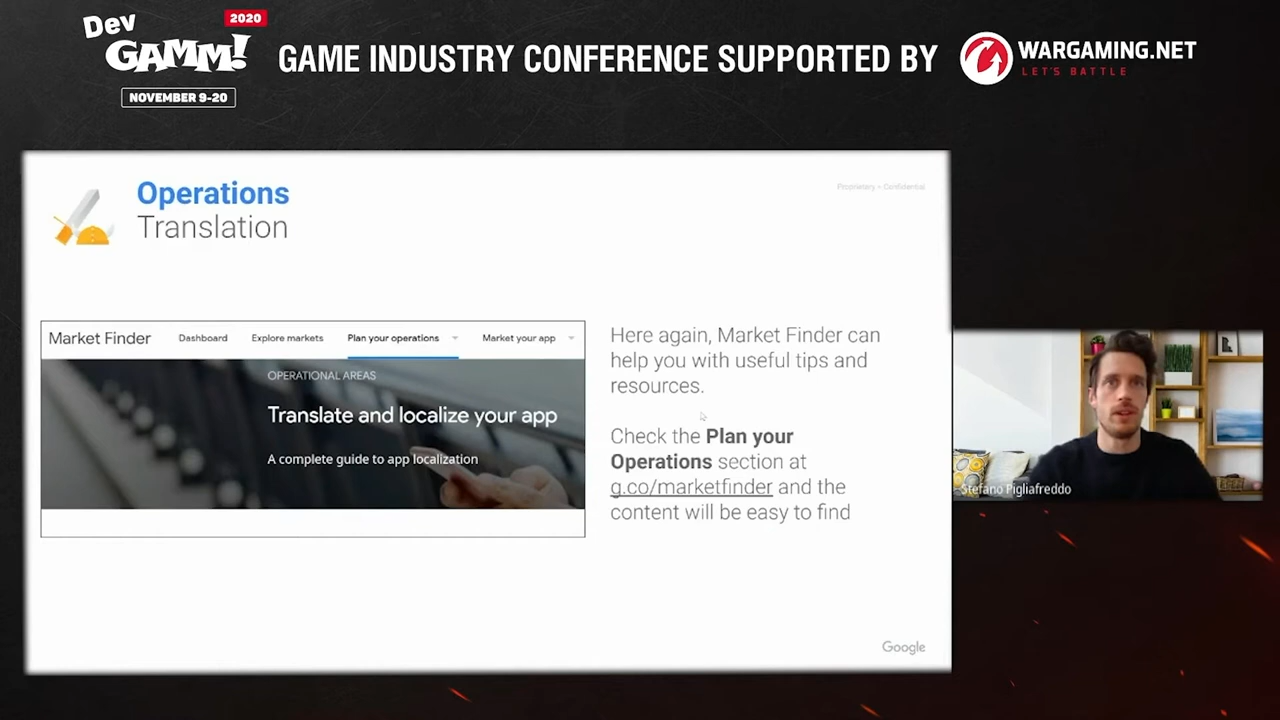 Dev
GAMM!
2020
NOVEMBER 9-20
GAME INDUSTRY CONFERENCE SUPPORTED BY
WARGAMING.NET
LET'S BATTLE
Operations
Translation
Proprietary + Confidential
Market Finder
Dashboard
Explore markets
Plan your operations
Market your app
OPERATIONAL AREAS
Translate and localize your app
A complete guide to app localization
Here again, Market Finder can
help you with useful tips and
resources.
Check the Plan your
Operations section at
g.co/marketfinder and the
content will be easy to find
Google
Stefano Pigliafreddo